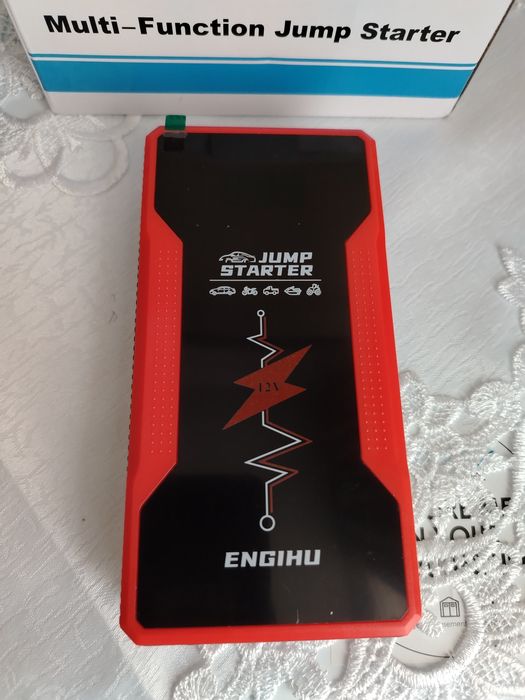 Multi-Function Jump Starter
JUMP
STARTER
12V
ENGIHU